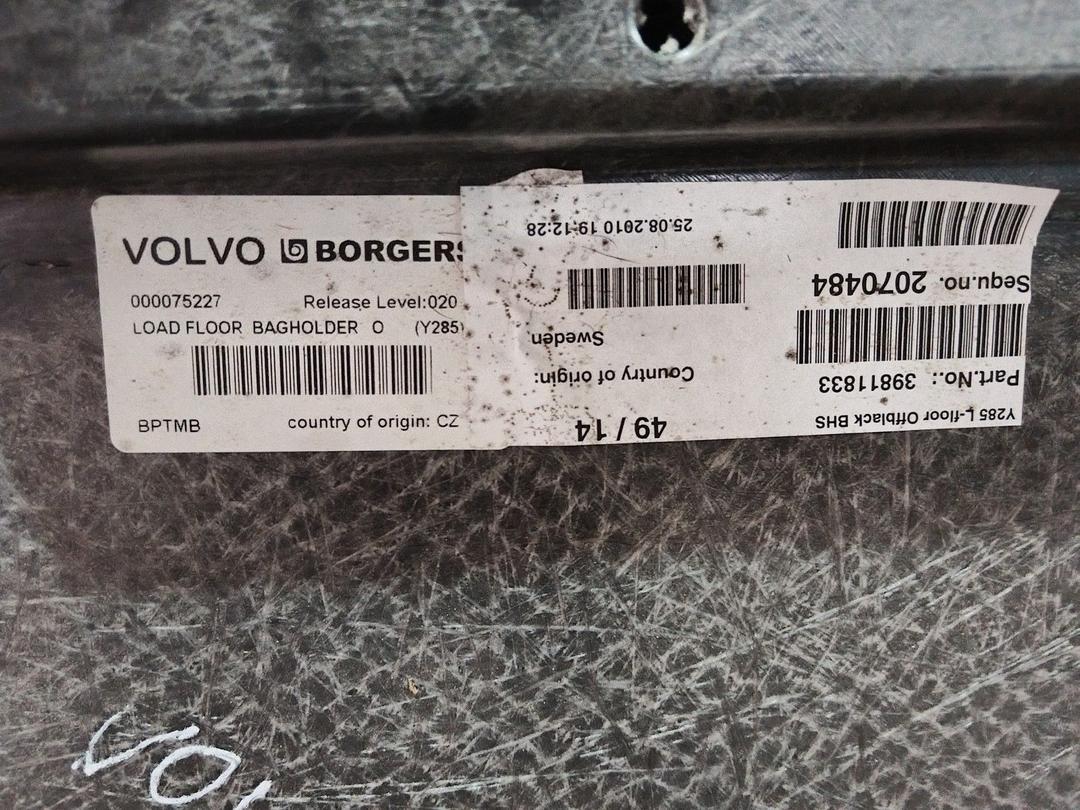 VOLVO BORGERS
000075227 Release Level:020
LOAD FLOOR BAGHOLDER O (Y285)
BPTMB country of origin: CZ
Y285 L-floor Offblack BHS 49 / 14
Part.No.: 39811833 Country of origin:
Sweden
Sequ.no. 2070484
25.08.2010 19:12:28